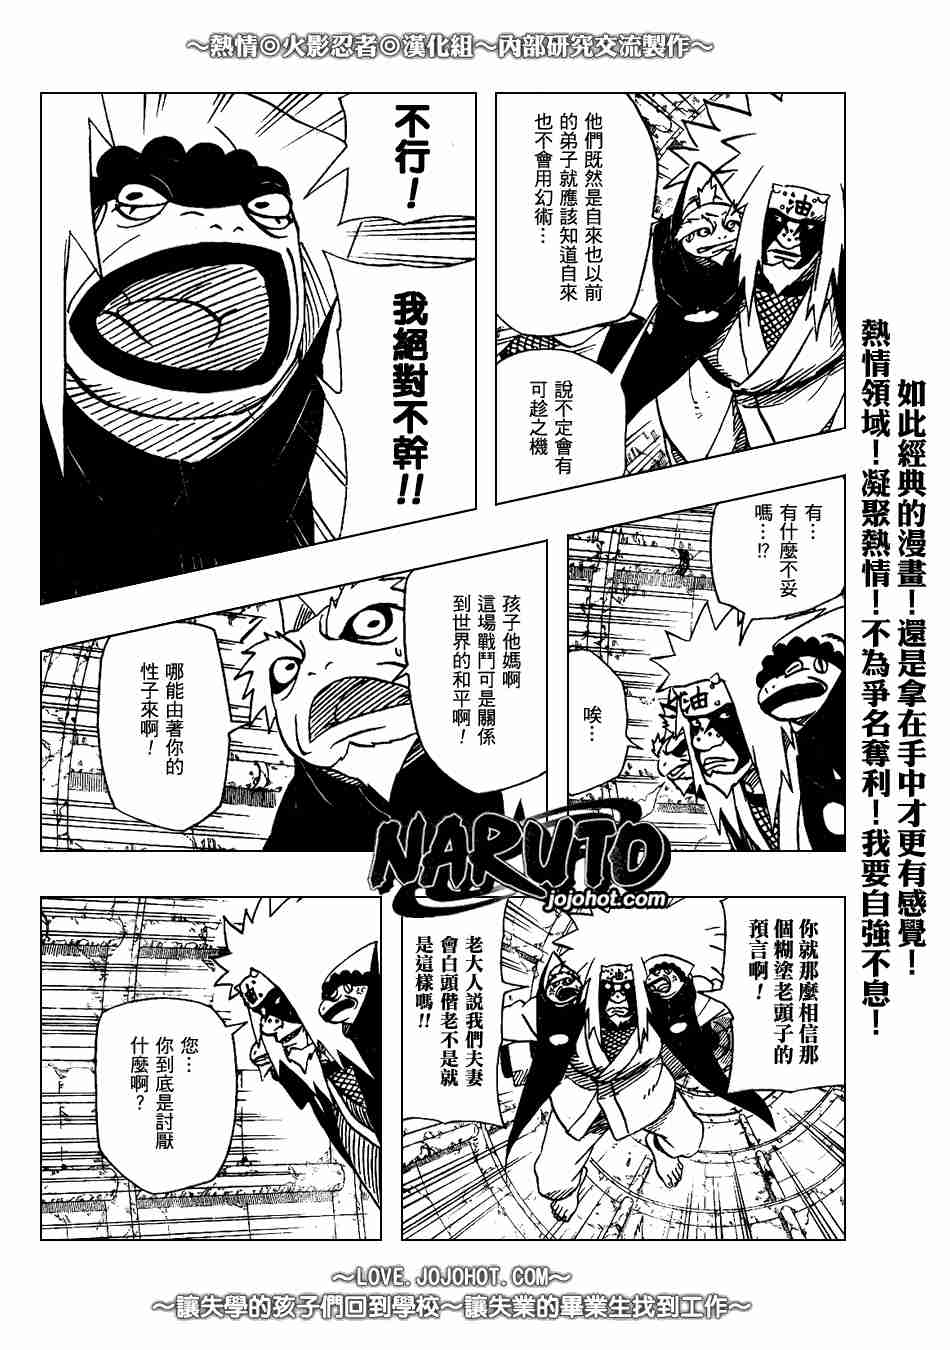 ～熱情◎火影忍者◎漢化組～內部研究交流製作～
他們既然是自來也以前
的弟子就應該知道自來
也不會用幻術…
說不定會有
可趁之機
油
不行！
我絕對不幹!!
有…
有什麼不妥
嗎…!?
唉…
油
孩子他媽啊
這場戰鬥可是關係
到世界的和平啊！
哪能由著你的
性子來啊！
NARUTO
jojohot.com
你就那麼相信那
個糊塗老頭子的
預言啊！
油
老大人說我們夫妻
會白頭偕老不是就
是這樣嗎!!
油
您…
你到底是討厭
什麼啊？
如此經典的漫畫！還是拿在手中才更有感覺！
熱情領域！凝聚熱情！不為爭名奪利！我要自強不息！
～LOVE. JOJOHOT. COM～
～讓失學的孩子們回到學校～讓失業的畢業生找到工作～